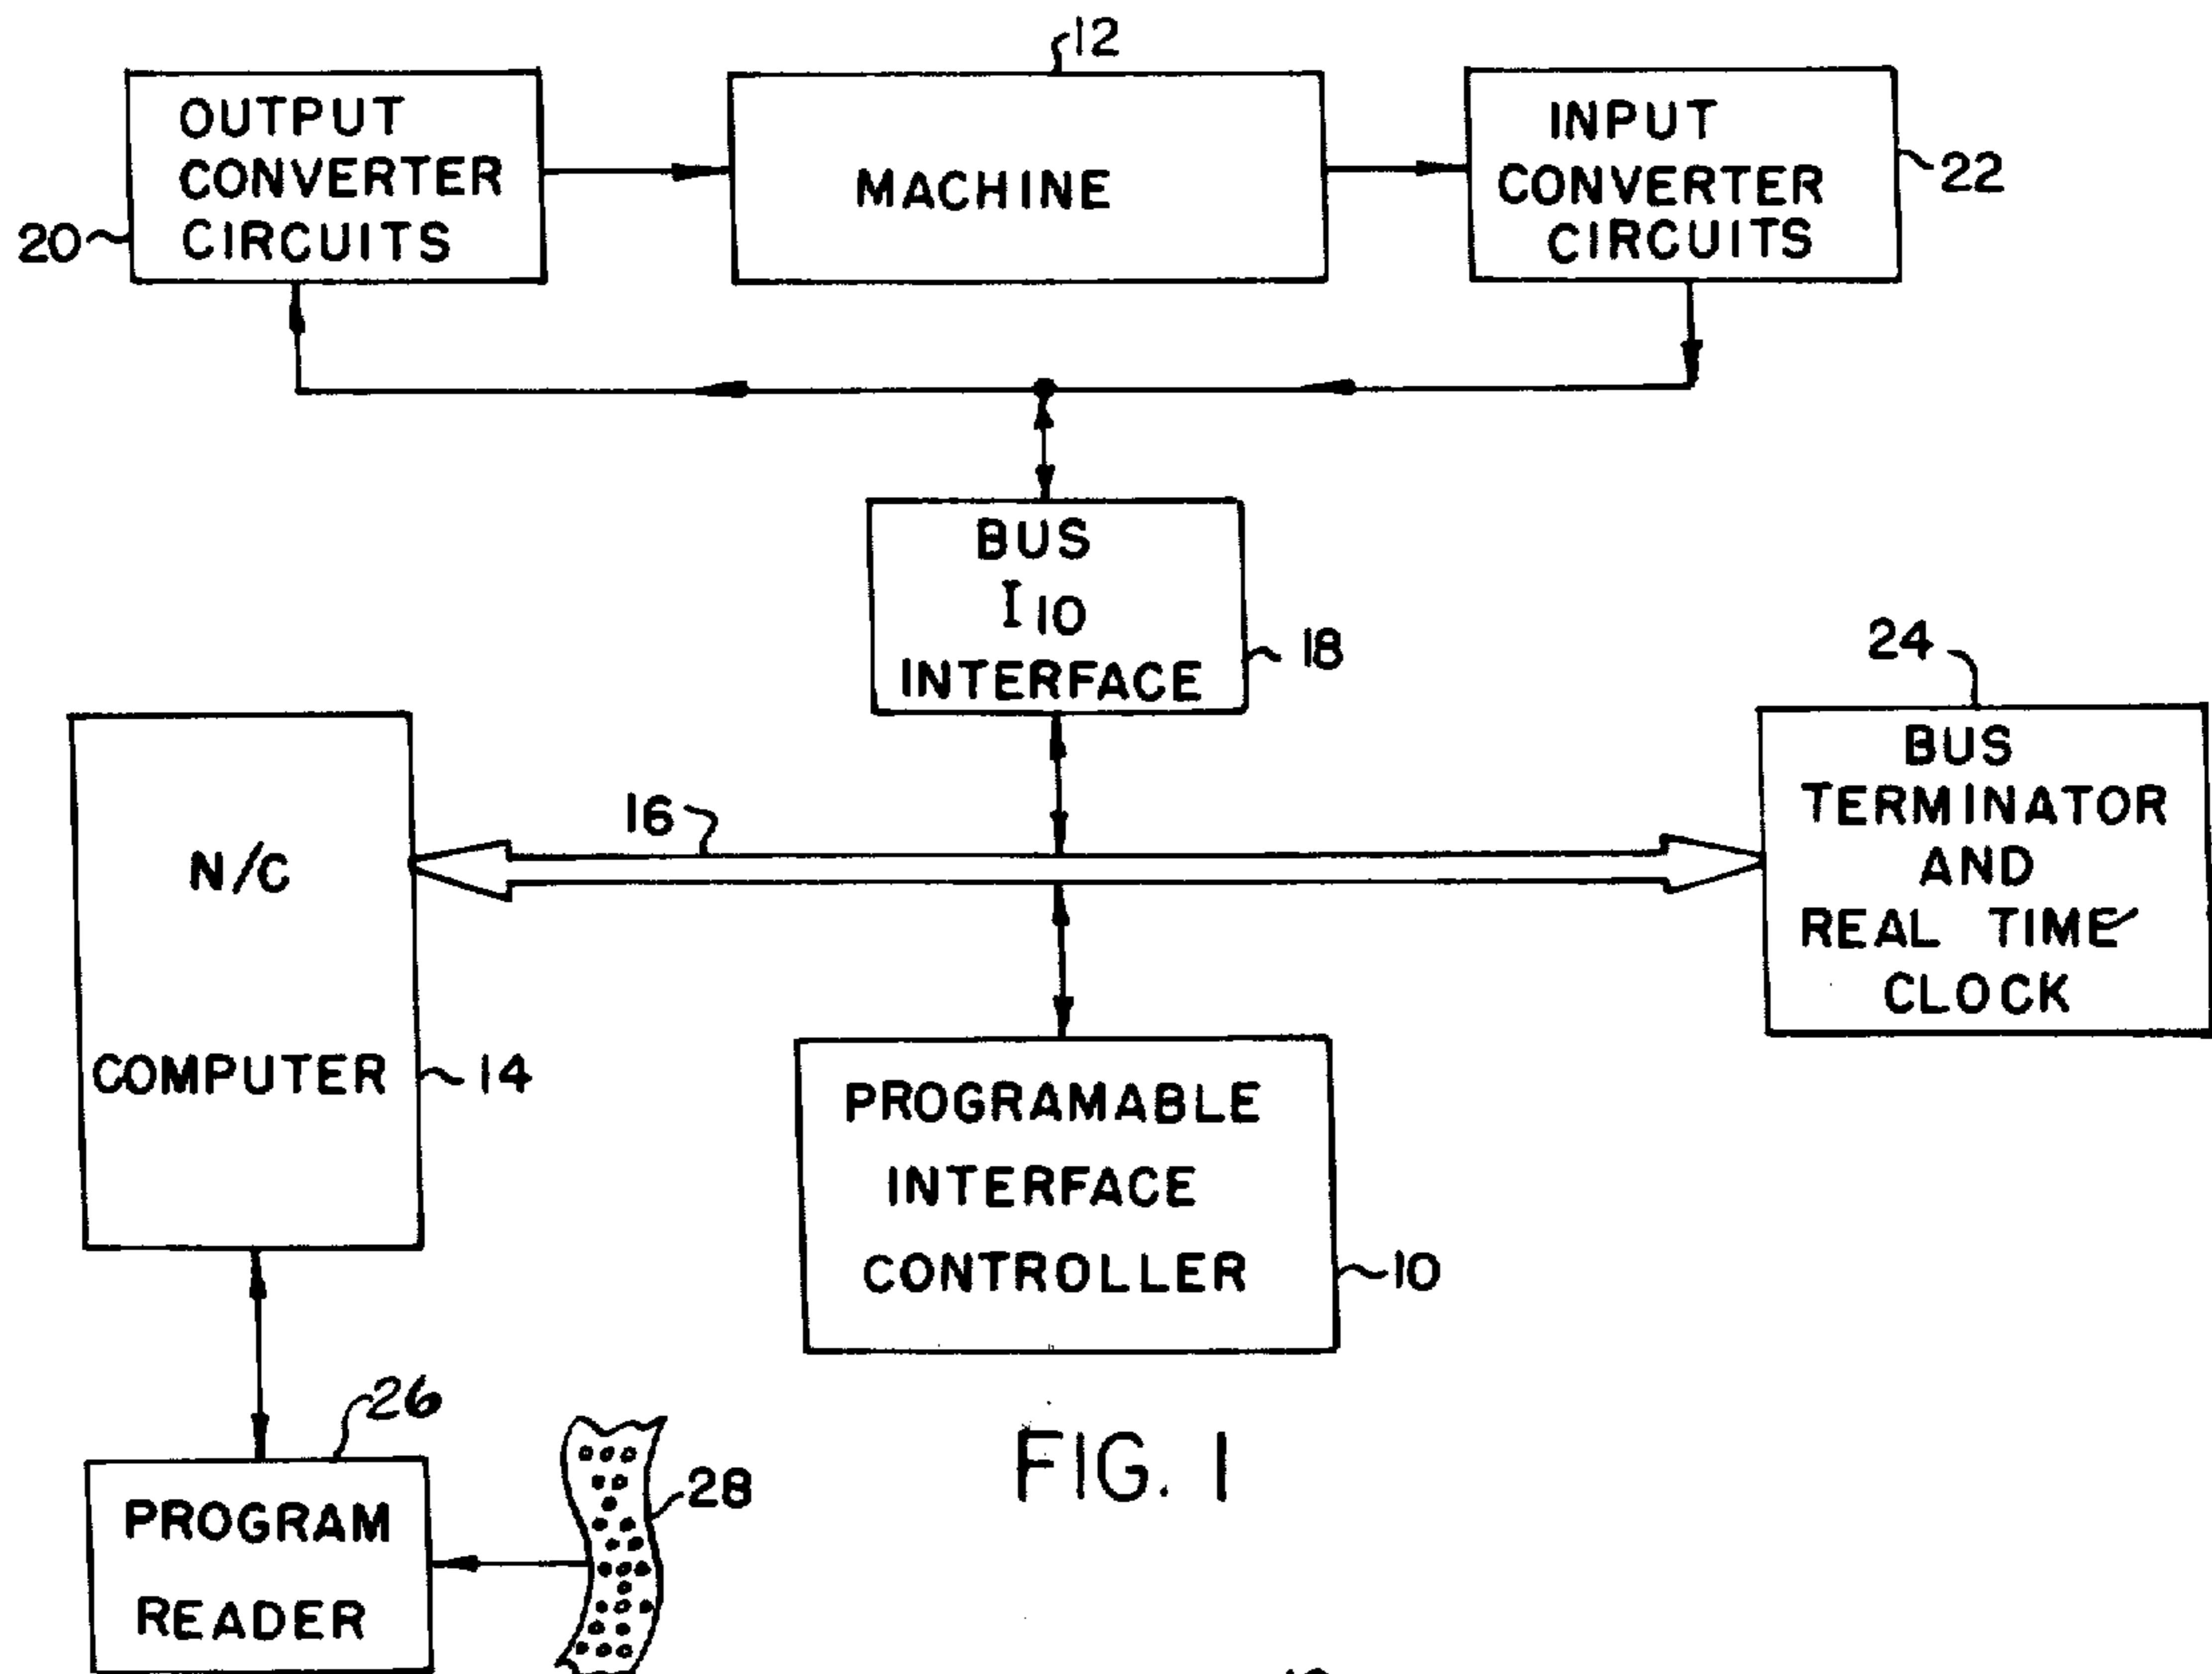 12
OUTPUT
CONVERTER
CIRCUITS
20
MACHINE
INPUT
CONVERTER
CIRCUITS
22
BUS
I10
INTERFACE
18
24
BUS
TERMINATOR
AND
REAL TIME
CLOCK
16
N/C
COMPUTER
14
PROGRAMABLE
INTERFACE
CONTROLLER
10
26
PROGRAM
READER
28
FIG. 1